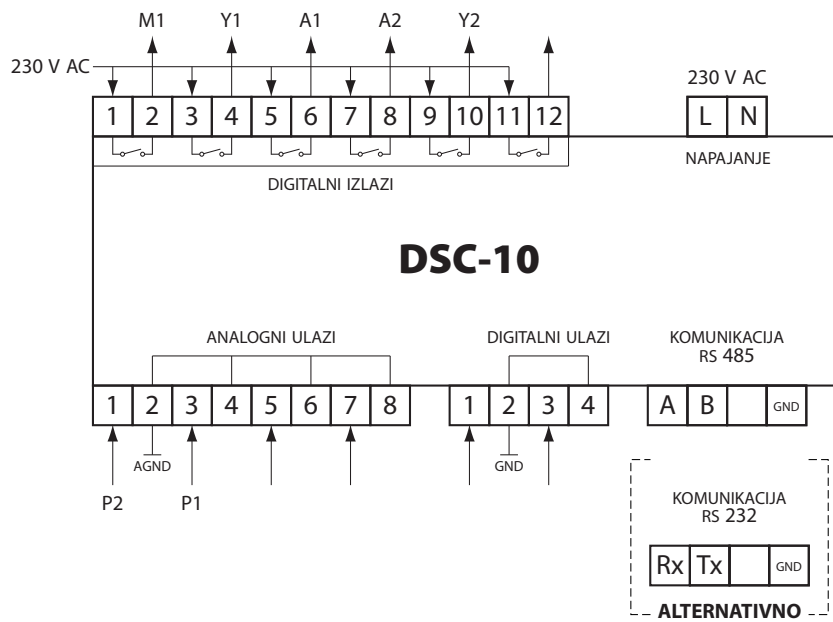 M1 Y1 A1 A2 Y2
230 V AC
230 V AC
1 2 3 4 5 6 7 8 9 10 11 12
L N
NAPAJANJE
DIGITALNI IZLAZI
DSC-10
ANALOGNI ULAZI
DIGITALNI ULAZI
KOMUNIKACIJA
RS 485
1 2 3 4 5 6 7 8
1 2 3 4
A B GND
AGND
GND
P2 P1
KOMUNIKACIJA
RS 232
Rx Tx GND
ALTERNATIVNO